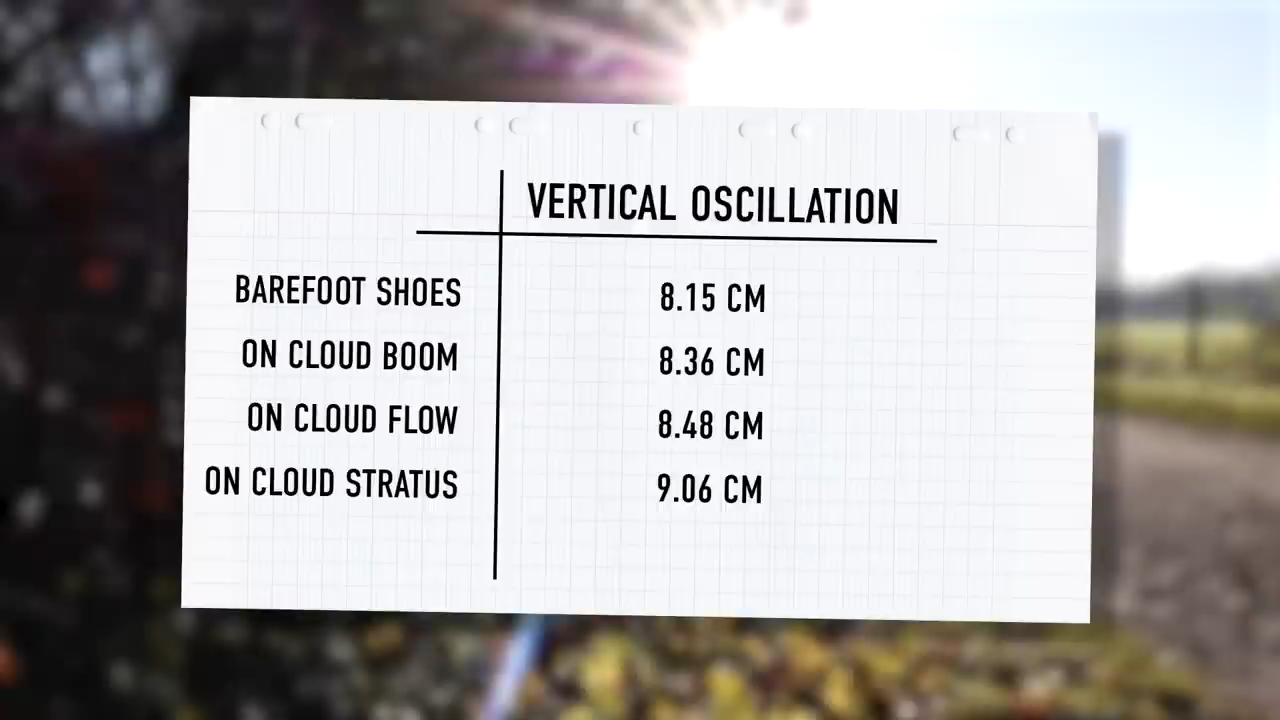 VERTICAL OSCILLATION
BAREFOOT SHOES 8.15 CM
ON CLOUD BOOM 8.36 CM
ON CLOUD FLOW 8.48 CM
ON CLOUD STRATUS 9.06 CM